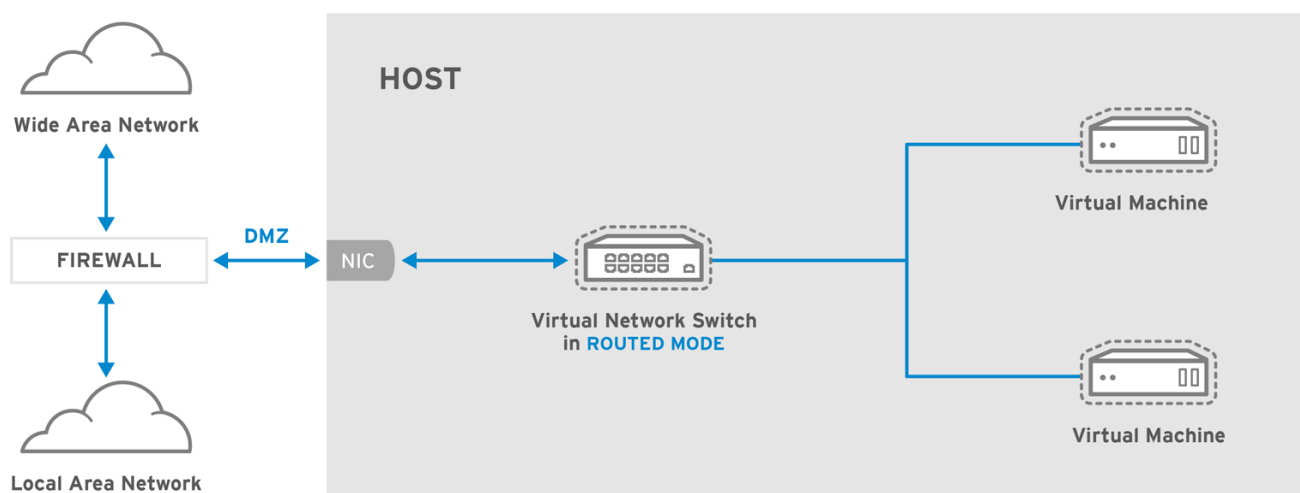 HOST
Wide Area Network
Virtual Machine
DMZ
FIREWALL
NIC
Virtual Network Switch
in ROUTED MODE
Virtual Machine
Local Area Network